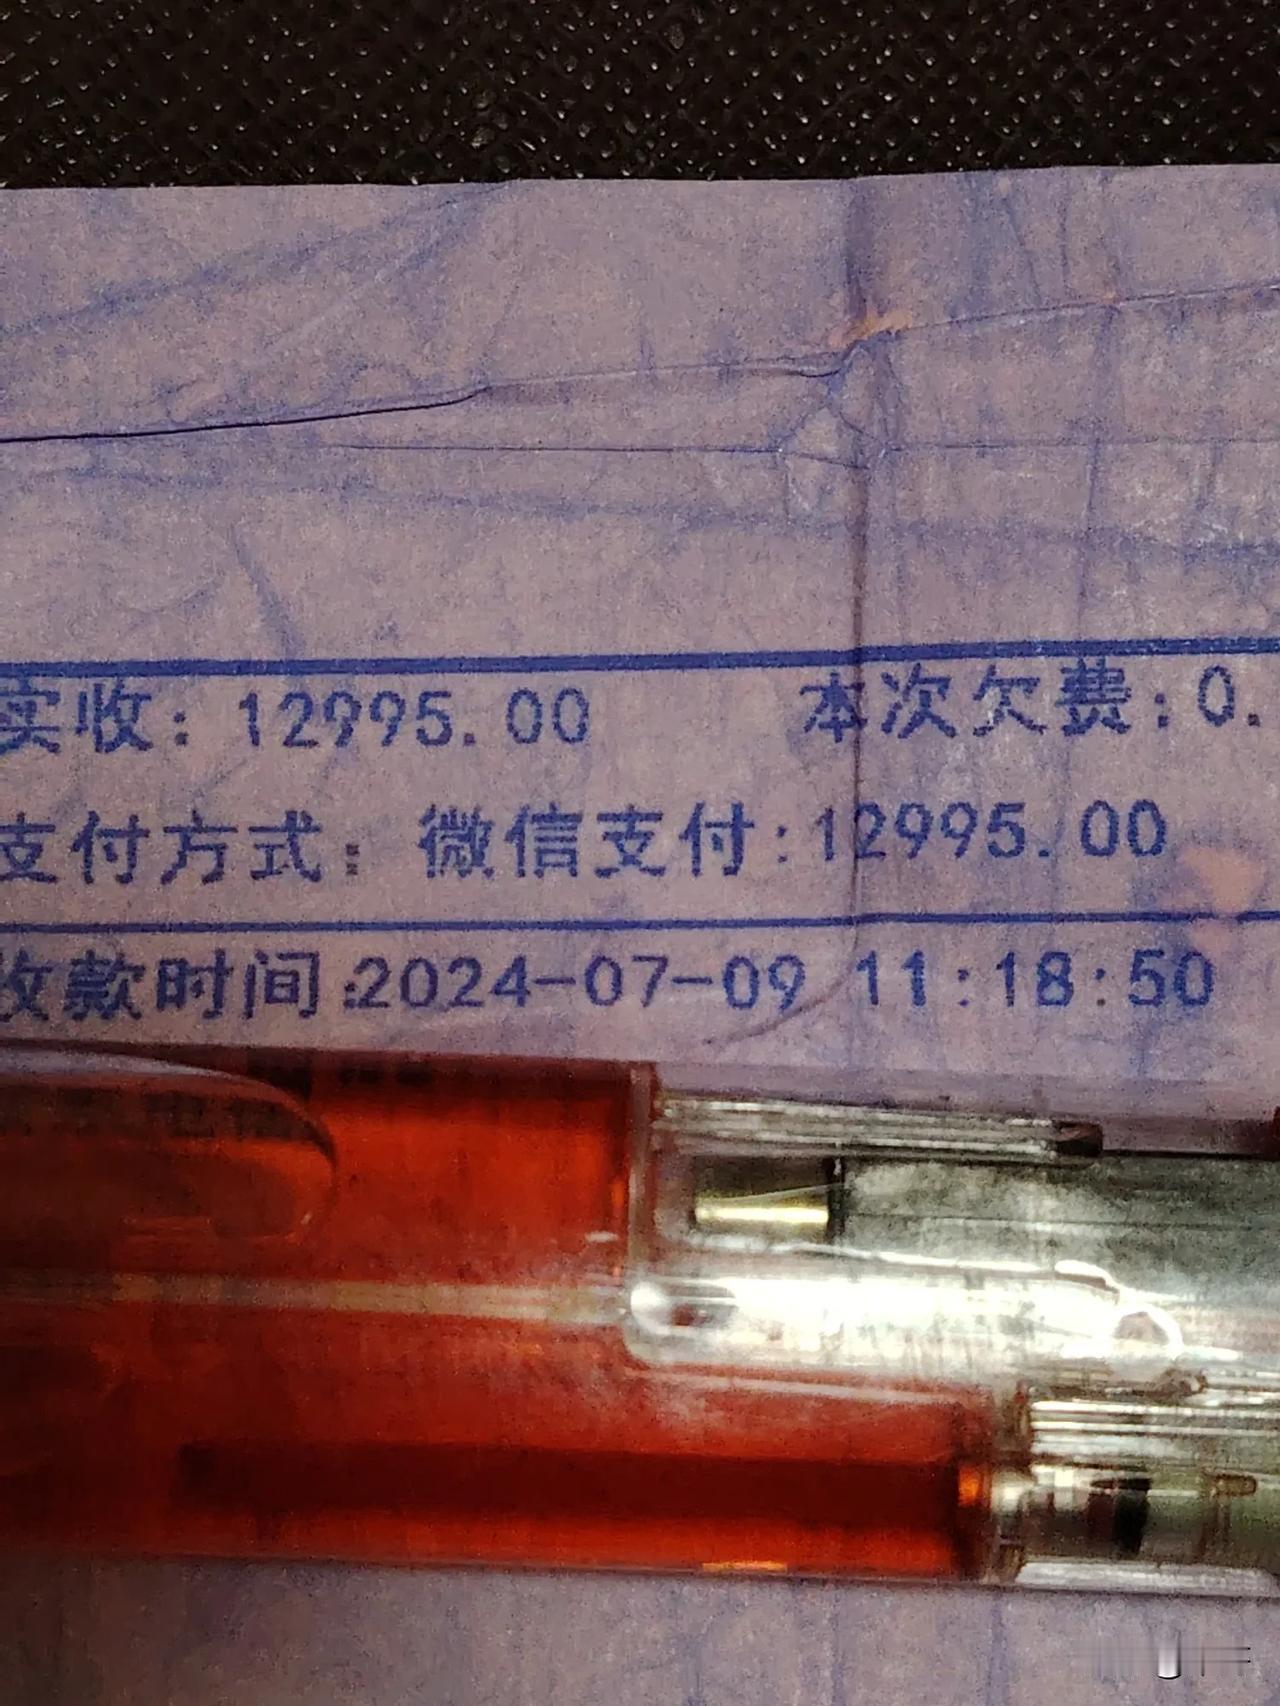 实收：12995.00 本次欠费:0.
支付方式： 微信支付:12995.00
收款时间:2024-07-09 11:18:50